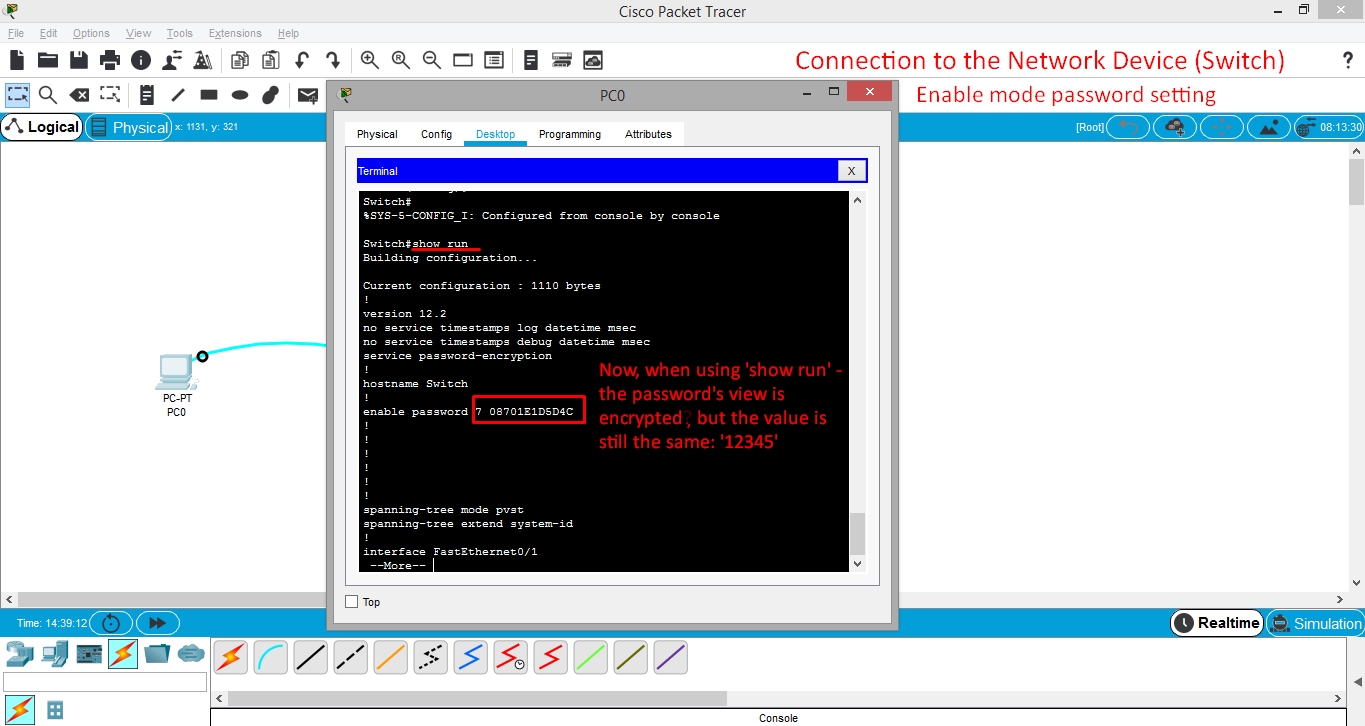 Cisco Packet Tracer
File Edit Options View Tools Extensions Help
Connection to the Network Device (Switch)
?
Enable mode password setting
PC0
Logical
Physical
x: 1131, y: 321
[Root]
08:13:30
Physical Config Desktop Programming Attributes
Terminal
X
Switch#
%SYS-5-CONFIG_I: Configured from console by console
Switch#show run
Building configuration...
Current configuration : 1110 bytes
!
version 12.2
no service timestamps log datetime msec
no service timestamps debug datetime msec
service password-encryption
!
hostname Switch
!
enable password 7 08701E1D5D4C
!
!
!
!
!
!
spanning-tree mode pvst
spanning-tree extend system-id
!
interface FastEthernet0/1
--More--
Now, when using 'show run' -
the password's view is
encrypted, but the value is
still the same: '12345'
PC-PT
PC0
Top
Time: 14:39:12
Realtime
Simulation
Console